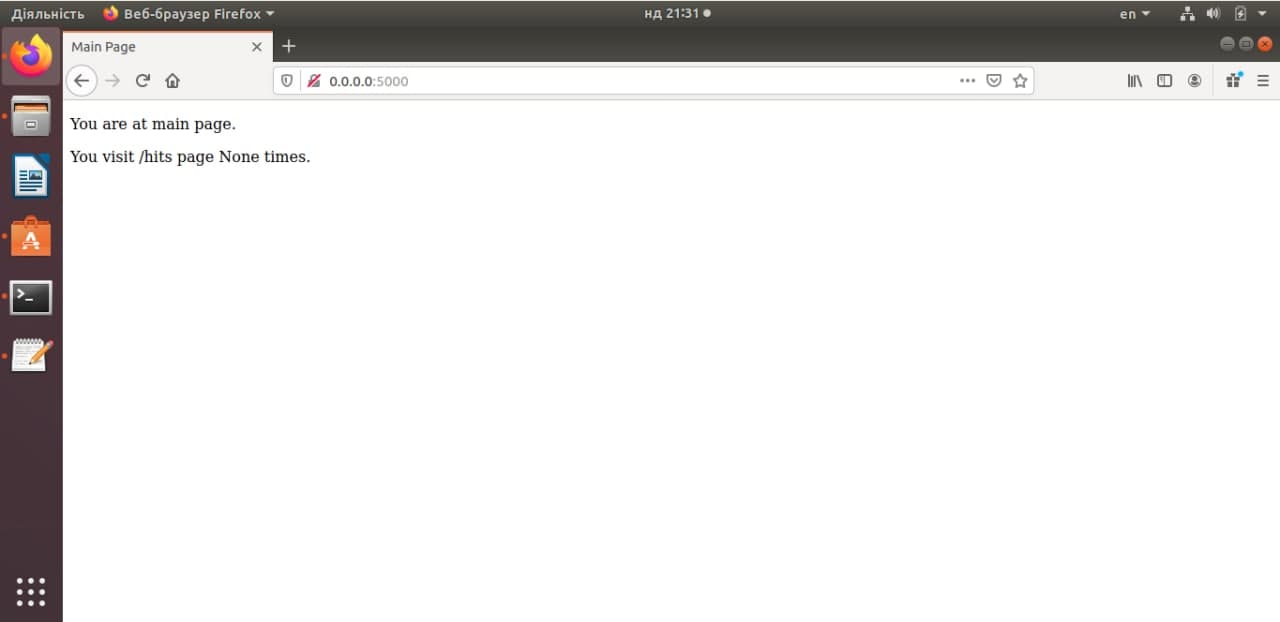 Діяльність Веб-браузер Firefox нд 21:31 en
Main Page
0.0.0.0:5000
You are at main page.
You visit /hits page None times.